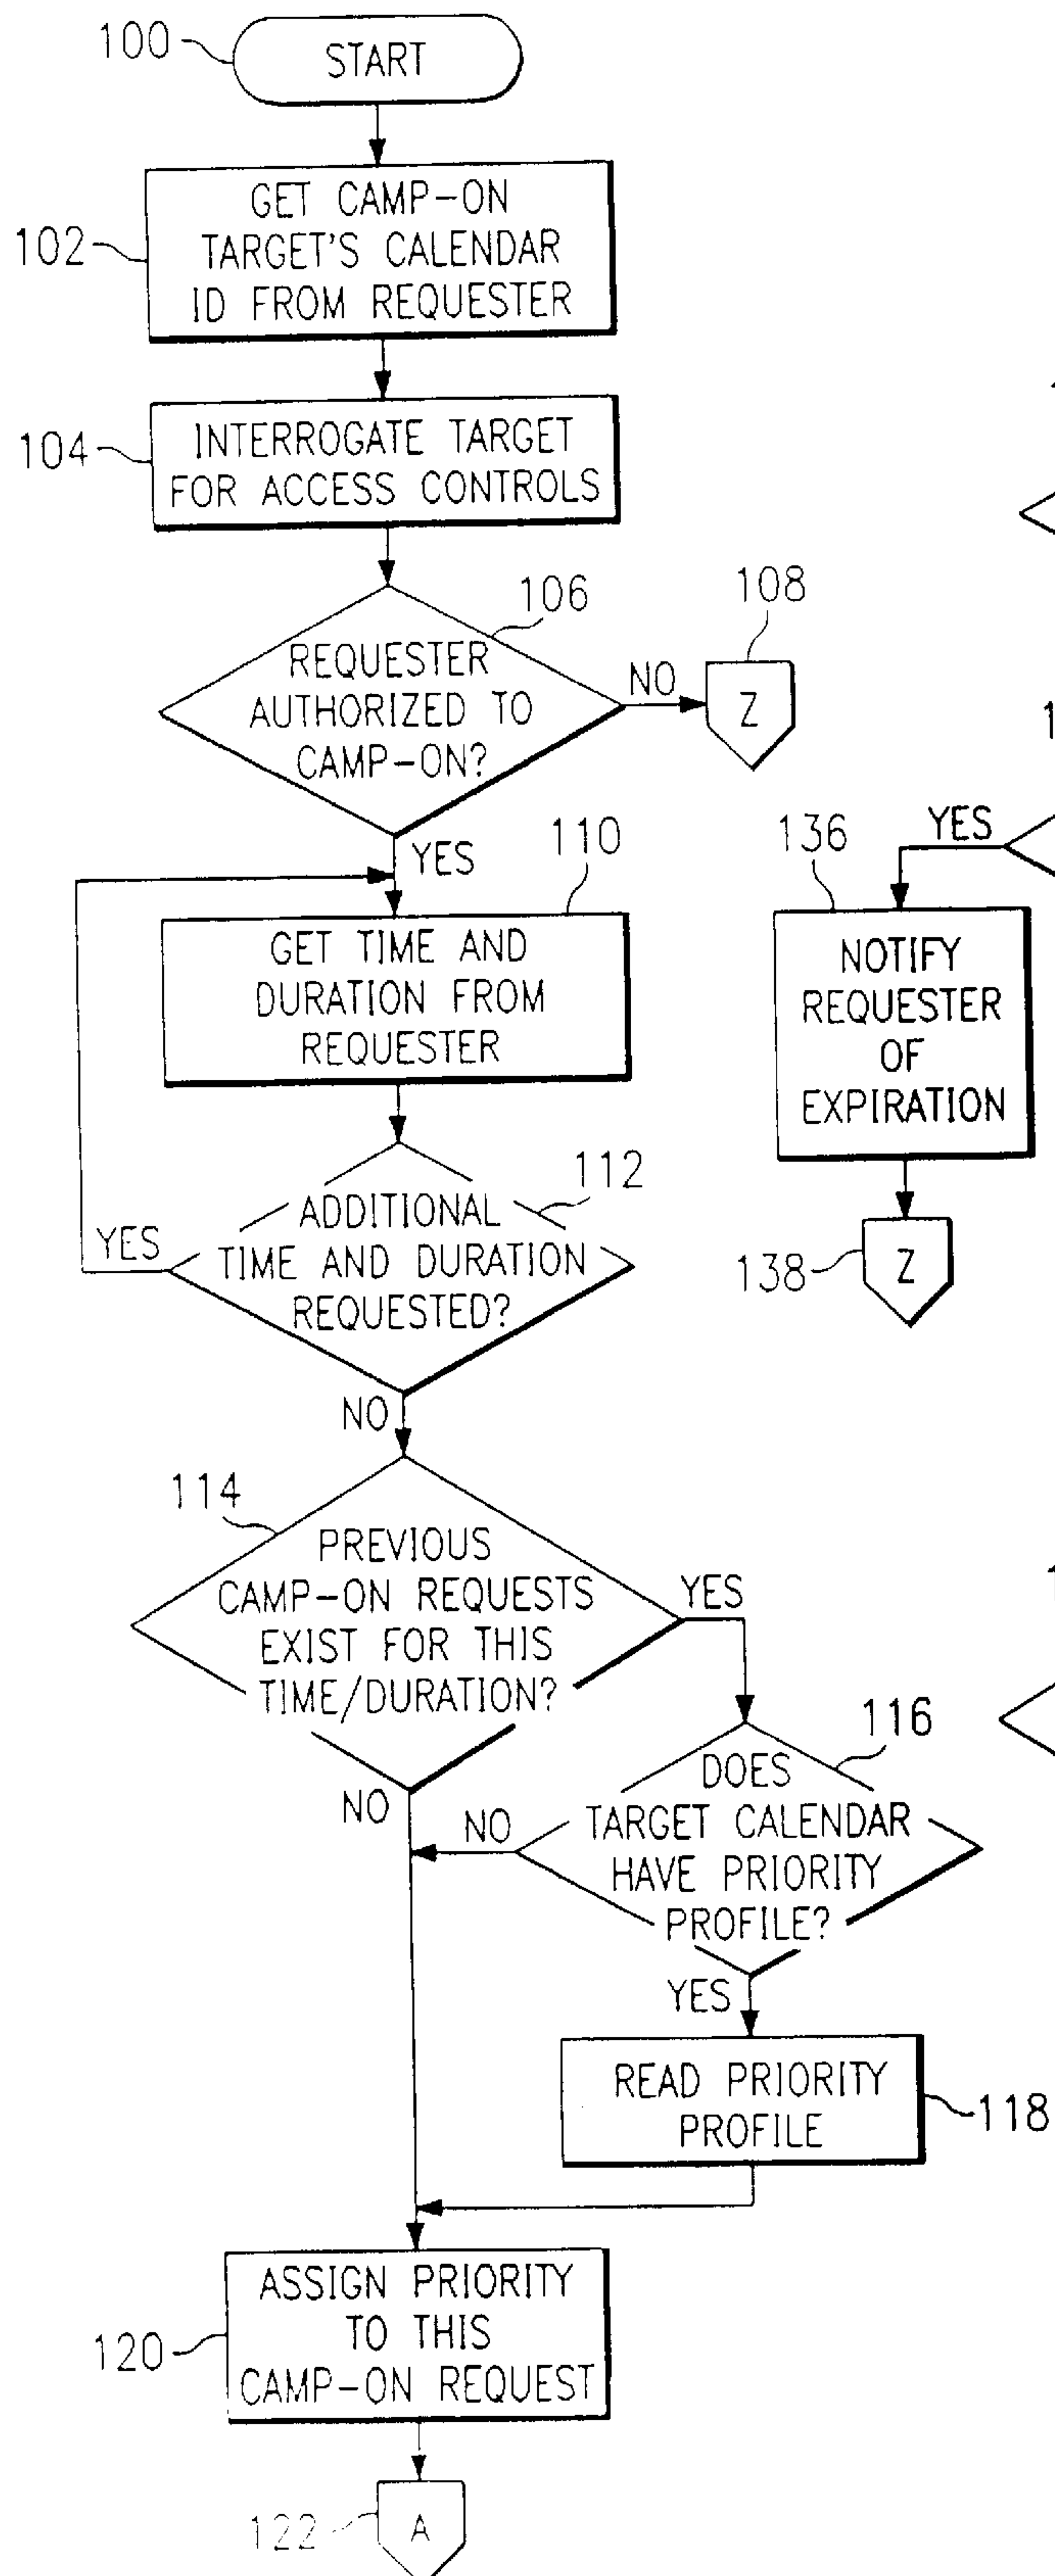 100
START
102
GET CAMP-ON
TARGET'S CALENDAR
ID FROM REQUESTER
104
INTERROGATE TARGET
FOR ACCESS CONTROLS
106
REQUESTER
AUTHORIZED TO
CAMP-ON?
NO
108
Z
YES
110
GET TIME AND
DURATION FROM
REQUESTER
112
ADDITIONAL
TIME AND DURATION
REQUESTED?
YES
NO
114
PREVIOUS
CAMP-ON REQUESTS
EXIST FOR THIS
TIME/DURATION?
YES
NO
116
DOES
TARGET CALENDAR
HAVE PRIORITY
PROFILE?
NO
YES
READ PRIORITY
PROFILE
118
120
ASSIGN PRIORITY
TO THIS
CAMP-ON REQUEST
122
A
YES
136
NOTIFY
REQUESTER
OF
EXPIRATION
138
Z